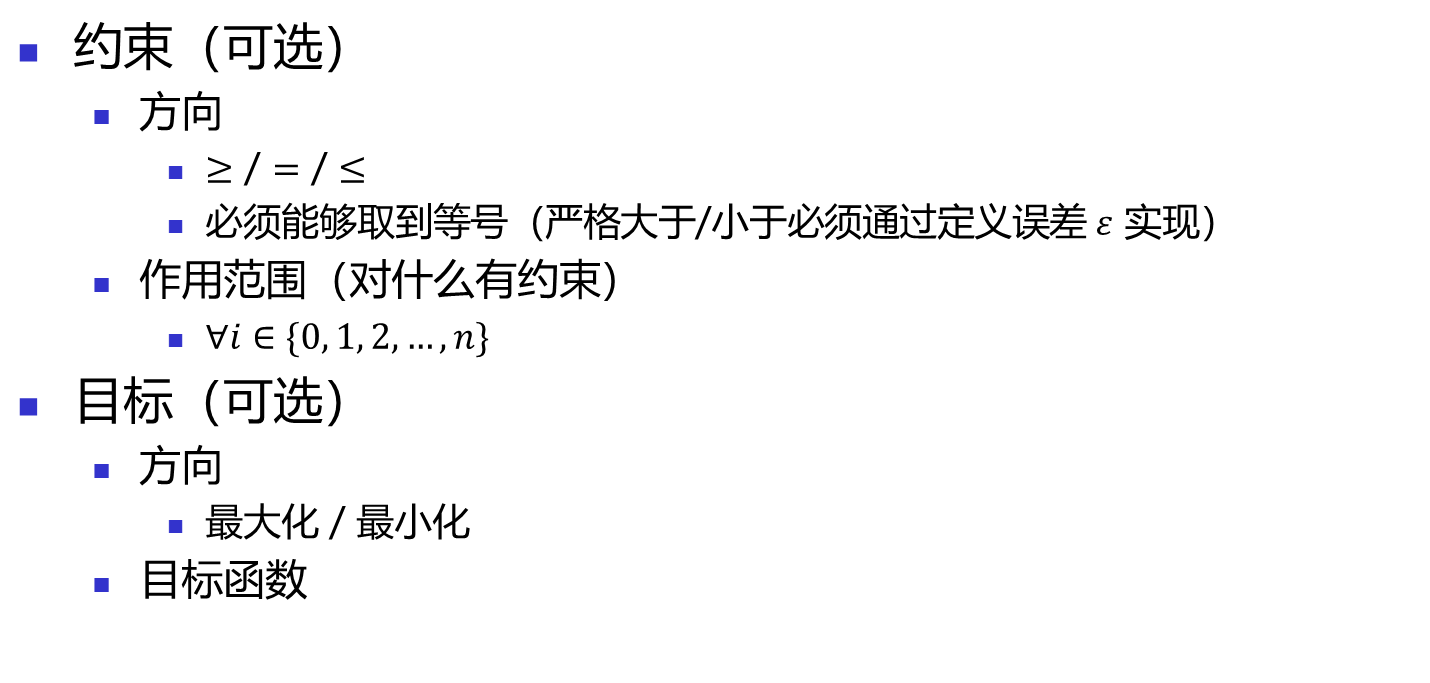 约束（可选）
方向
≥ / = / ≤
必须能够取到等号（严格大于/小于必须通过定义误差 ε 实现）
作用范围（对什么有约束）
∀i ∈ {0, 1, 2, … , n}
目标（可选）
方向
最大化 / 最小化
目标函数